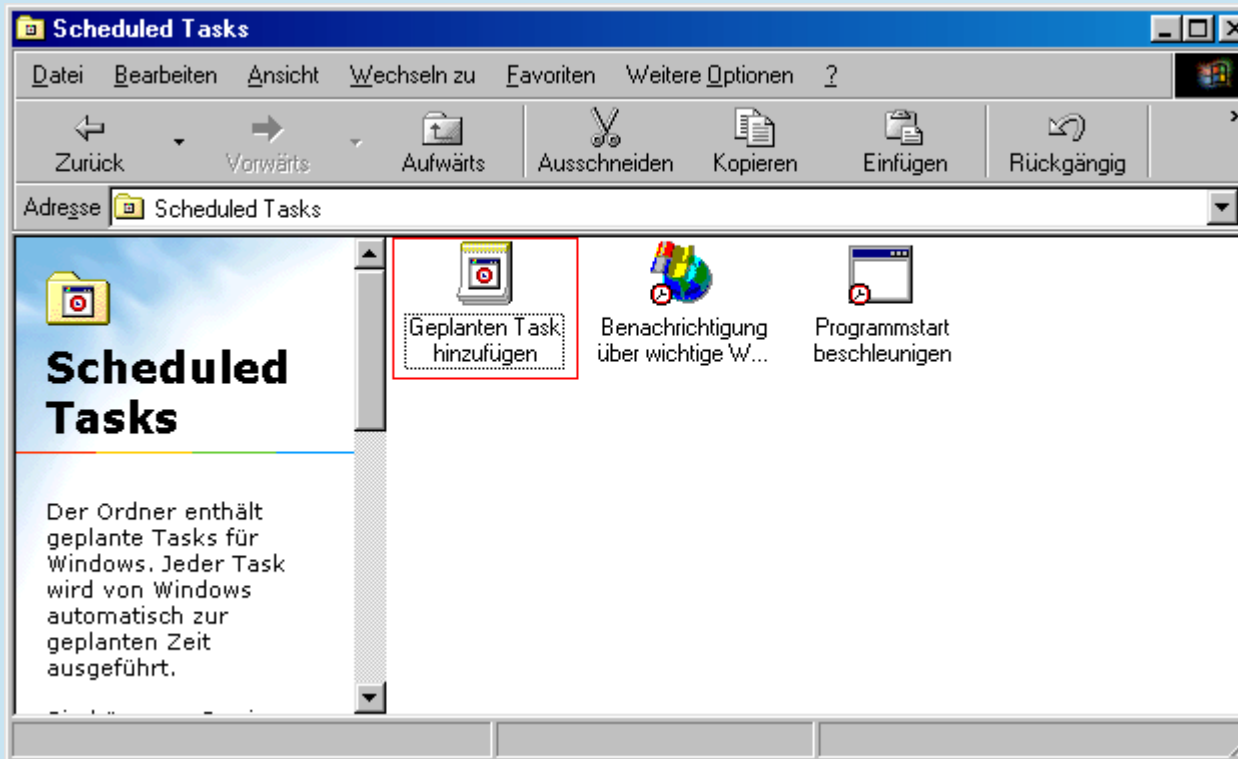 Scheduled Tasks
Datei Bearbeiten Ansicht Wechseln zu Favoriten Weitere Optionen ?
Zurück Vorwärts Aufwärts Ausschneiden Kopieren Einfügen Rückgängig »
Adresse Scheduled Tasks
Scheduled
Tasks
Der Ordner enthält
geplante Tasks für
Windows. Jeder Task
wird von Windows
automatisch zur
geplanten Zeit
ausgeführt.
Geplanten Task
hinzufügen
Benachrichtigung
über wichtige W...
Programmstart
beschleunigen